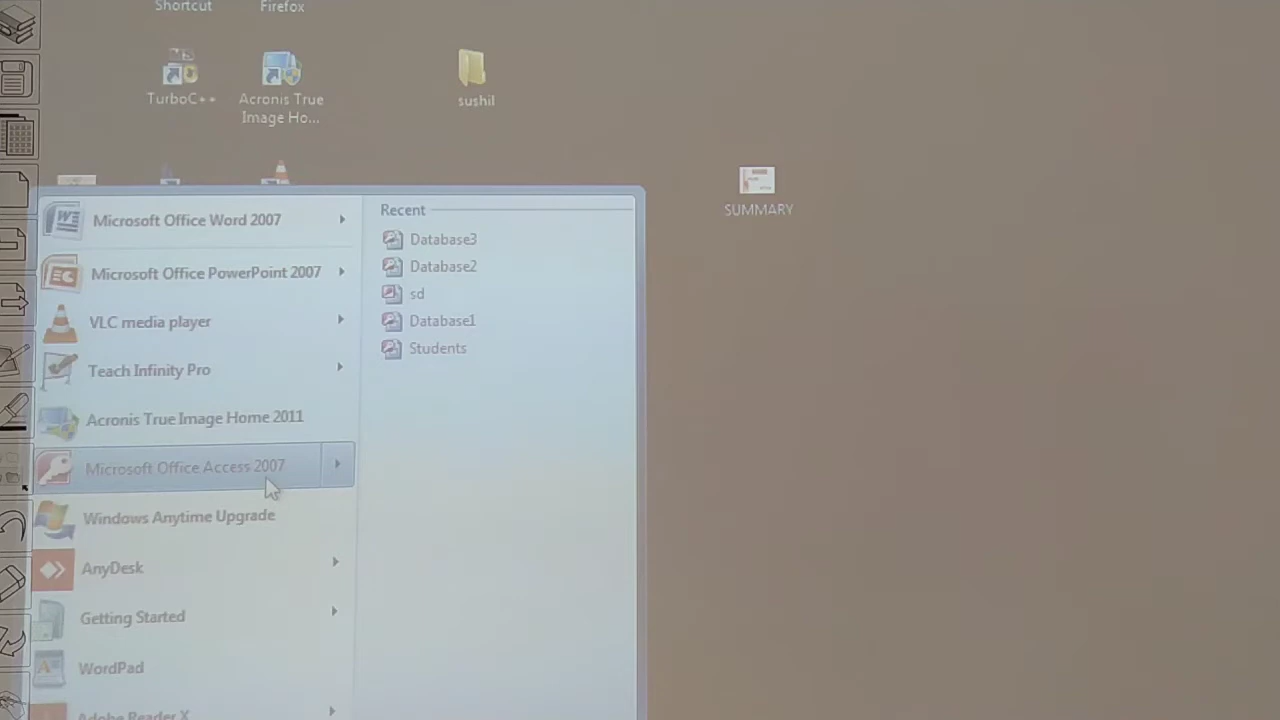 Shortcut
Firefox
TurboC++
Acronis True
Image Ho...
sushil
SUMMARY
Microsoft Office Word 2007
Microsoft Office PowerPoint 2007
VLC media player
Teach Infinity Pro
Acronis True Image Home 2011
Microsoft Office Access 2007
Windows Anytime Upgrade
AnyDesk
Getting Started
WordPad
Adobe Reader X
Recent
Database3
Database2
sd
Database1
Students